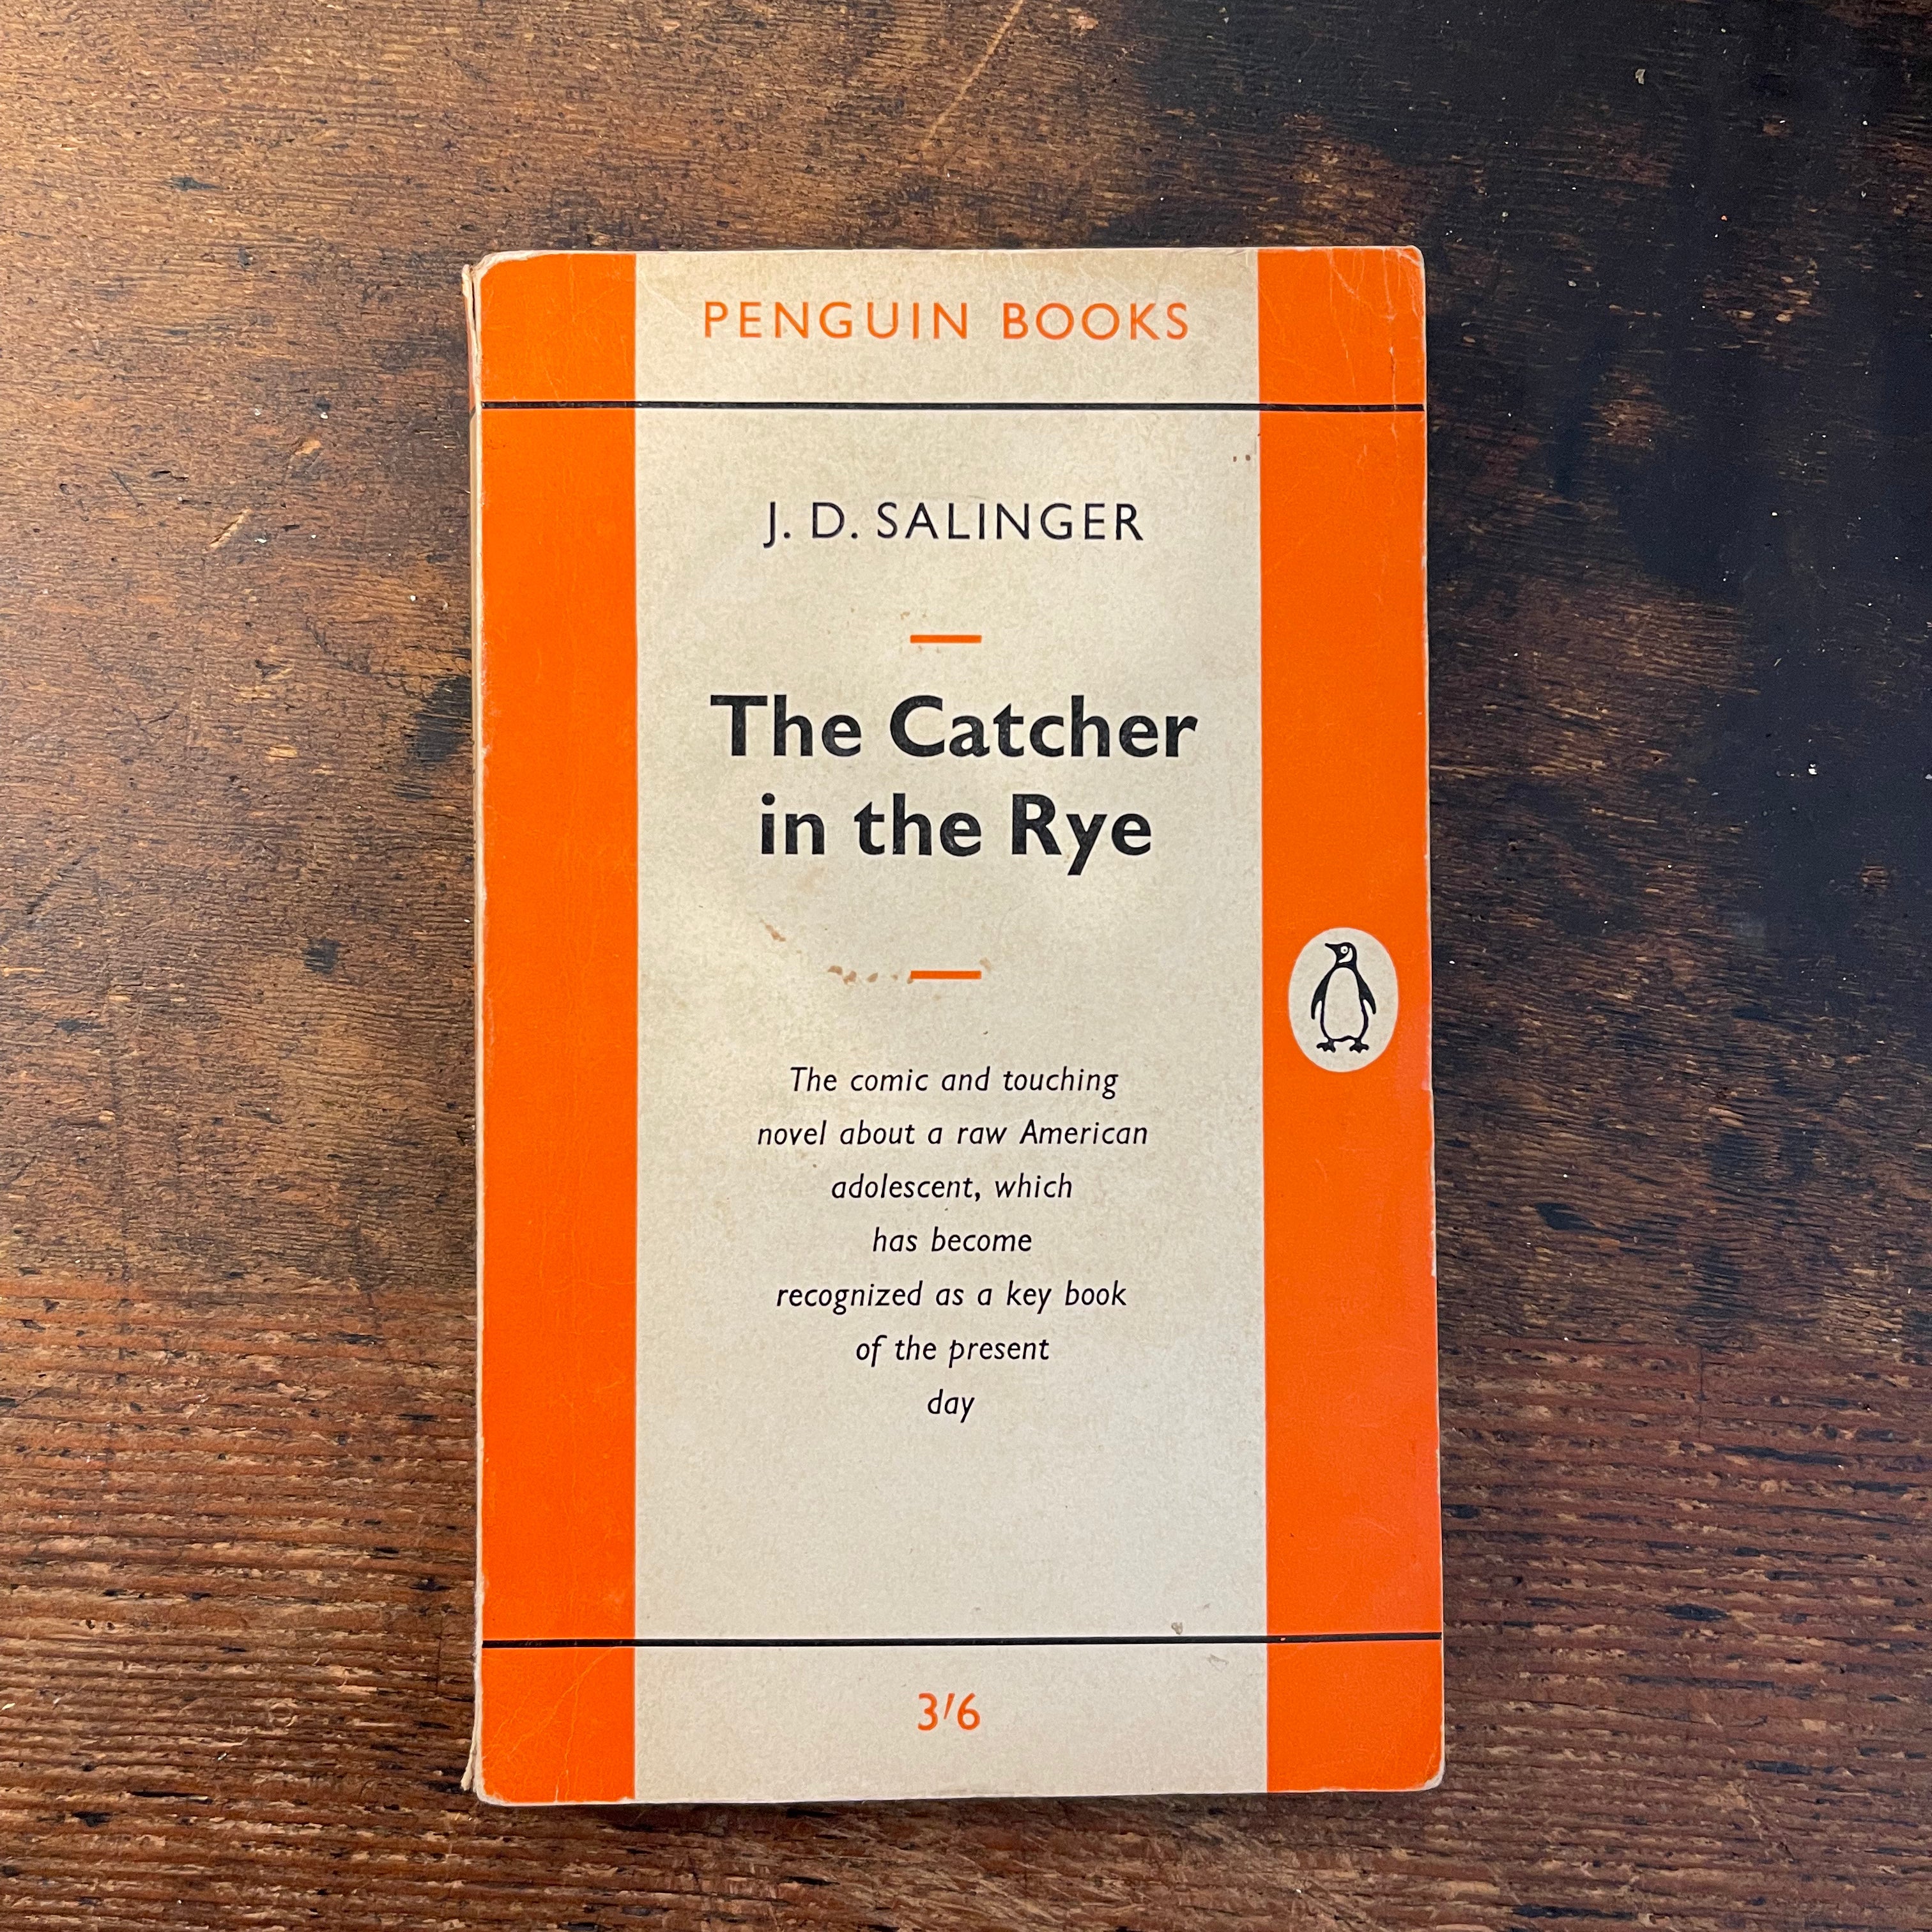 PENGUIN BOOKS
J. D. SALINGER
The Catcher
in the Rye
The comic and touching
novel about a raw American
adolescent, which
has become
recognized as a key book
of the present
day
3/6